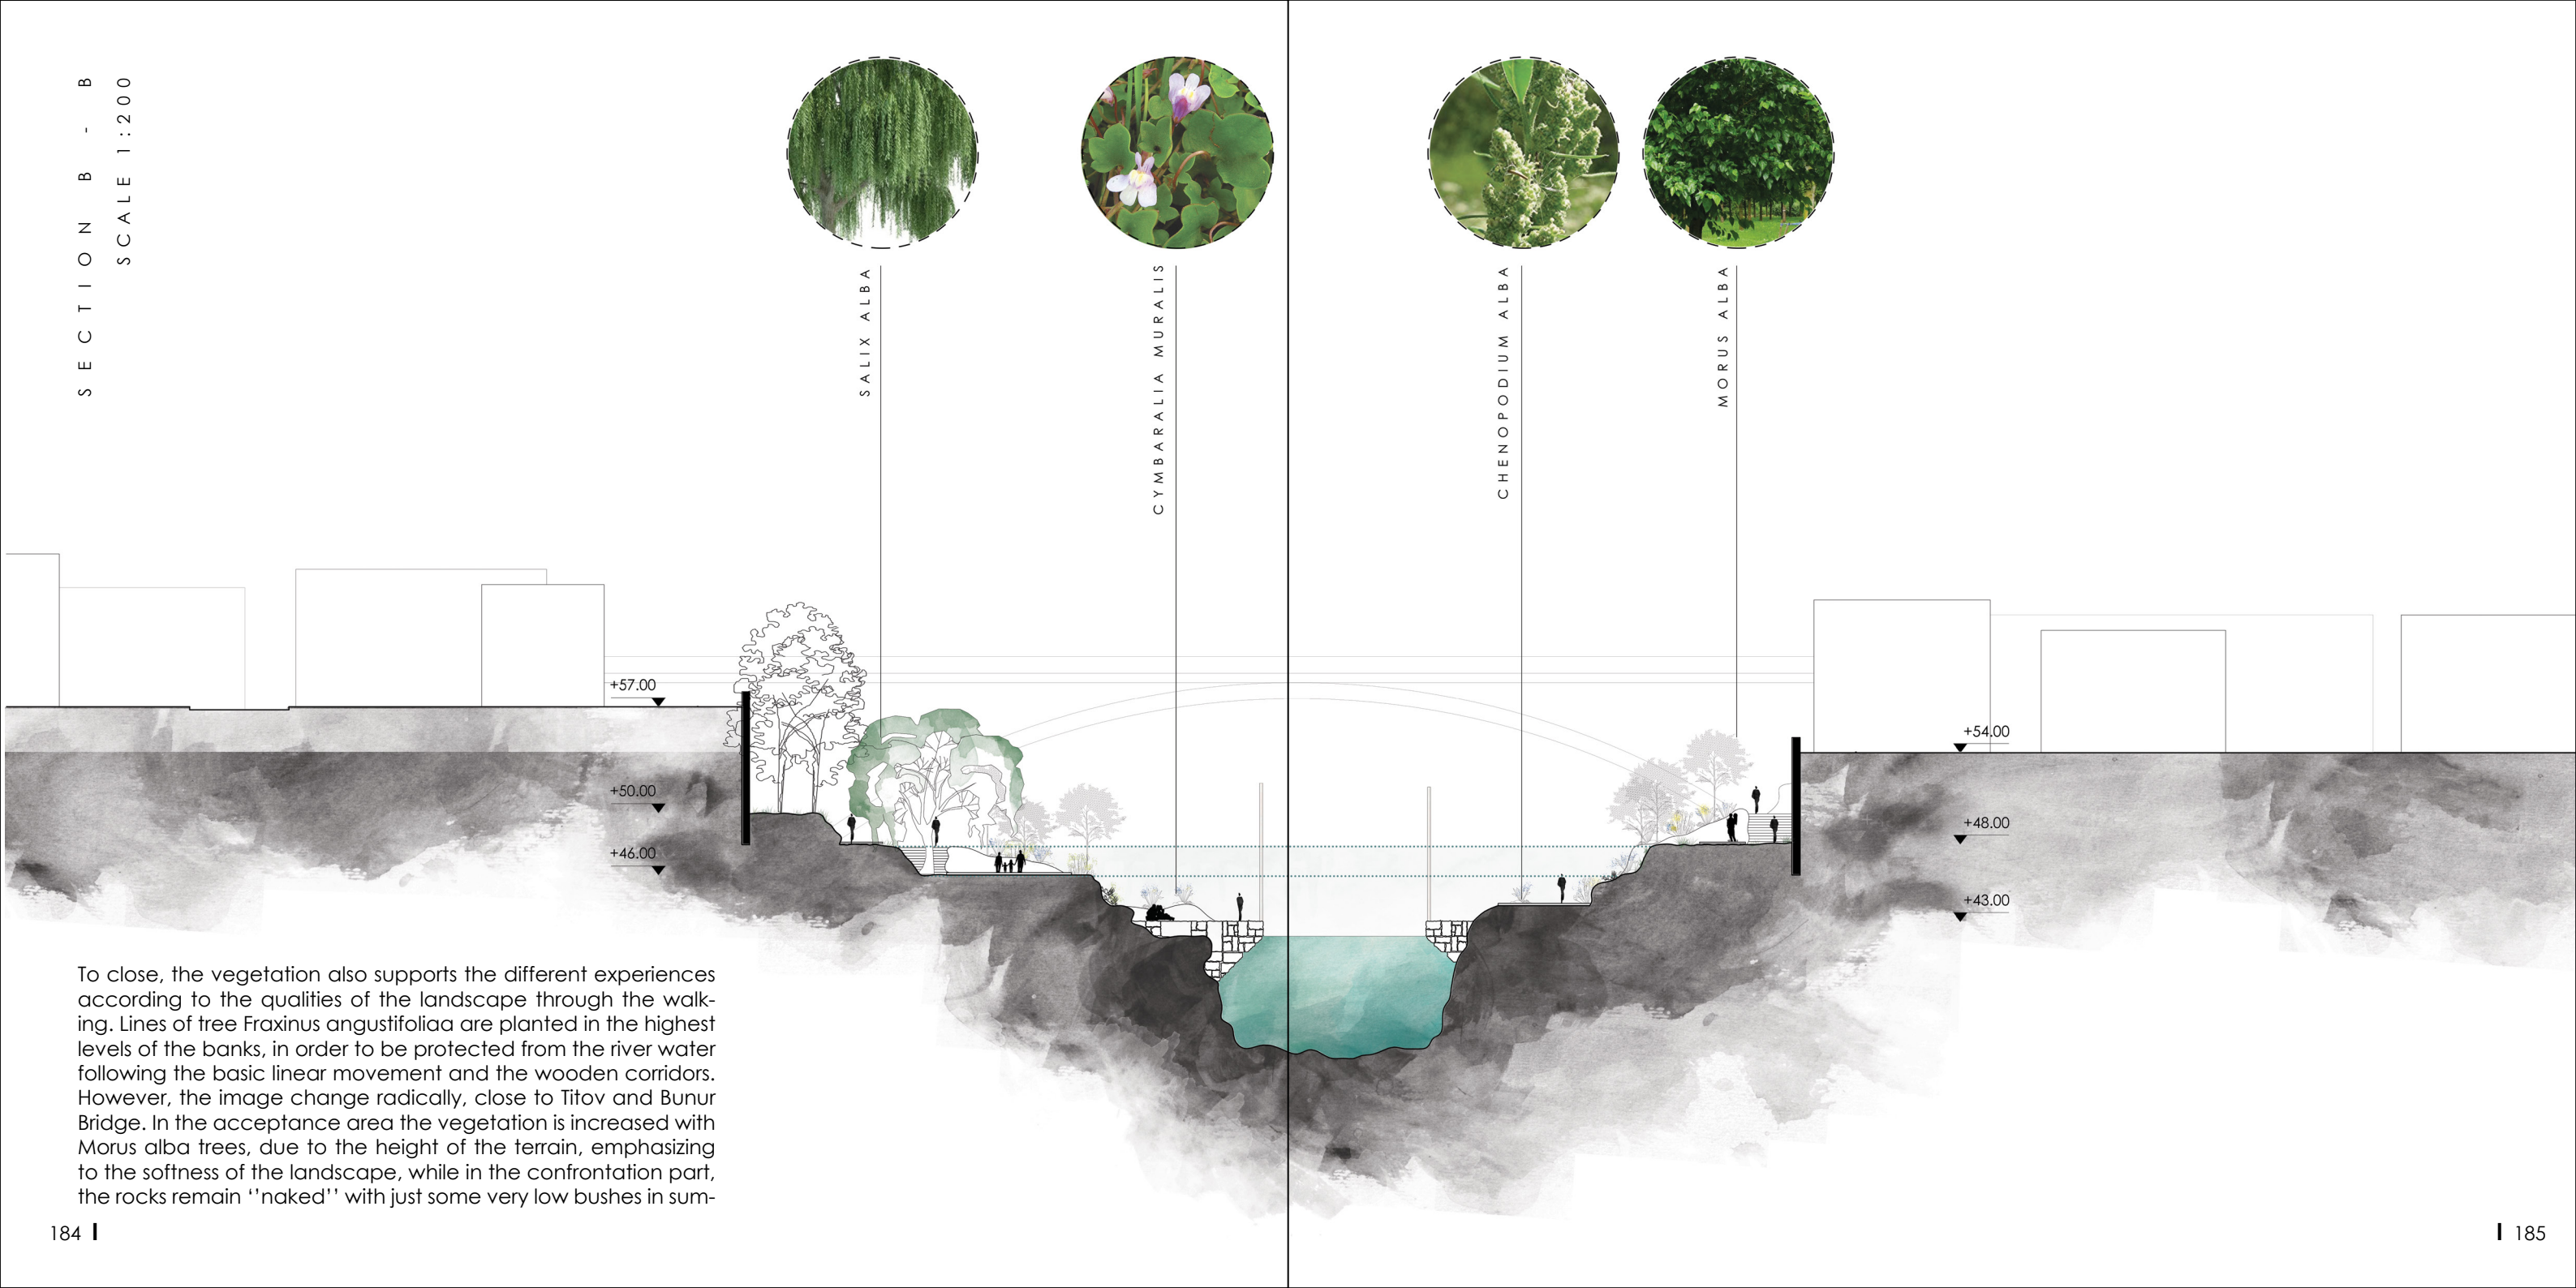 SECTION B - B
SCALE 1:200
SALIX ALBA
CYMBARALIA MURALIS
CHENOPODIUM ALBA
MORUS ALBA
+57.00
+50.00
+46.00
+54.00
+48.00
+43.00
To close, the vegetation also supports the different experiences
according to the qualities of the landscape through the walk-
ing. Lines of tree Fraxinus angustifoliaa are planted in the highest
levels of the banks, in order to be protected from the river water
following the basic linear movement and the wooden corridors.
However, the image change radically, close to Titov and Bunur
Bridge. In the acceptance area the vegetation is increased with
Morus alba trees, due to the height of the terrain, emphasizing
to the softness of the landscape, while in the confrontation part,
the rocks remain ‘’naked’’ with just some very low bushes in sum-
184
185